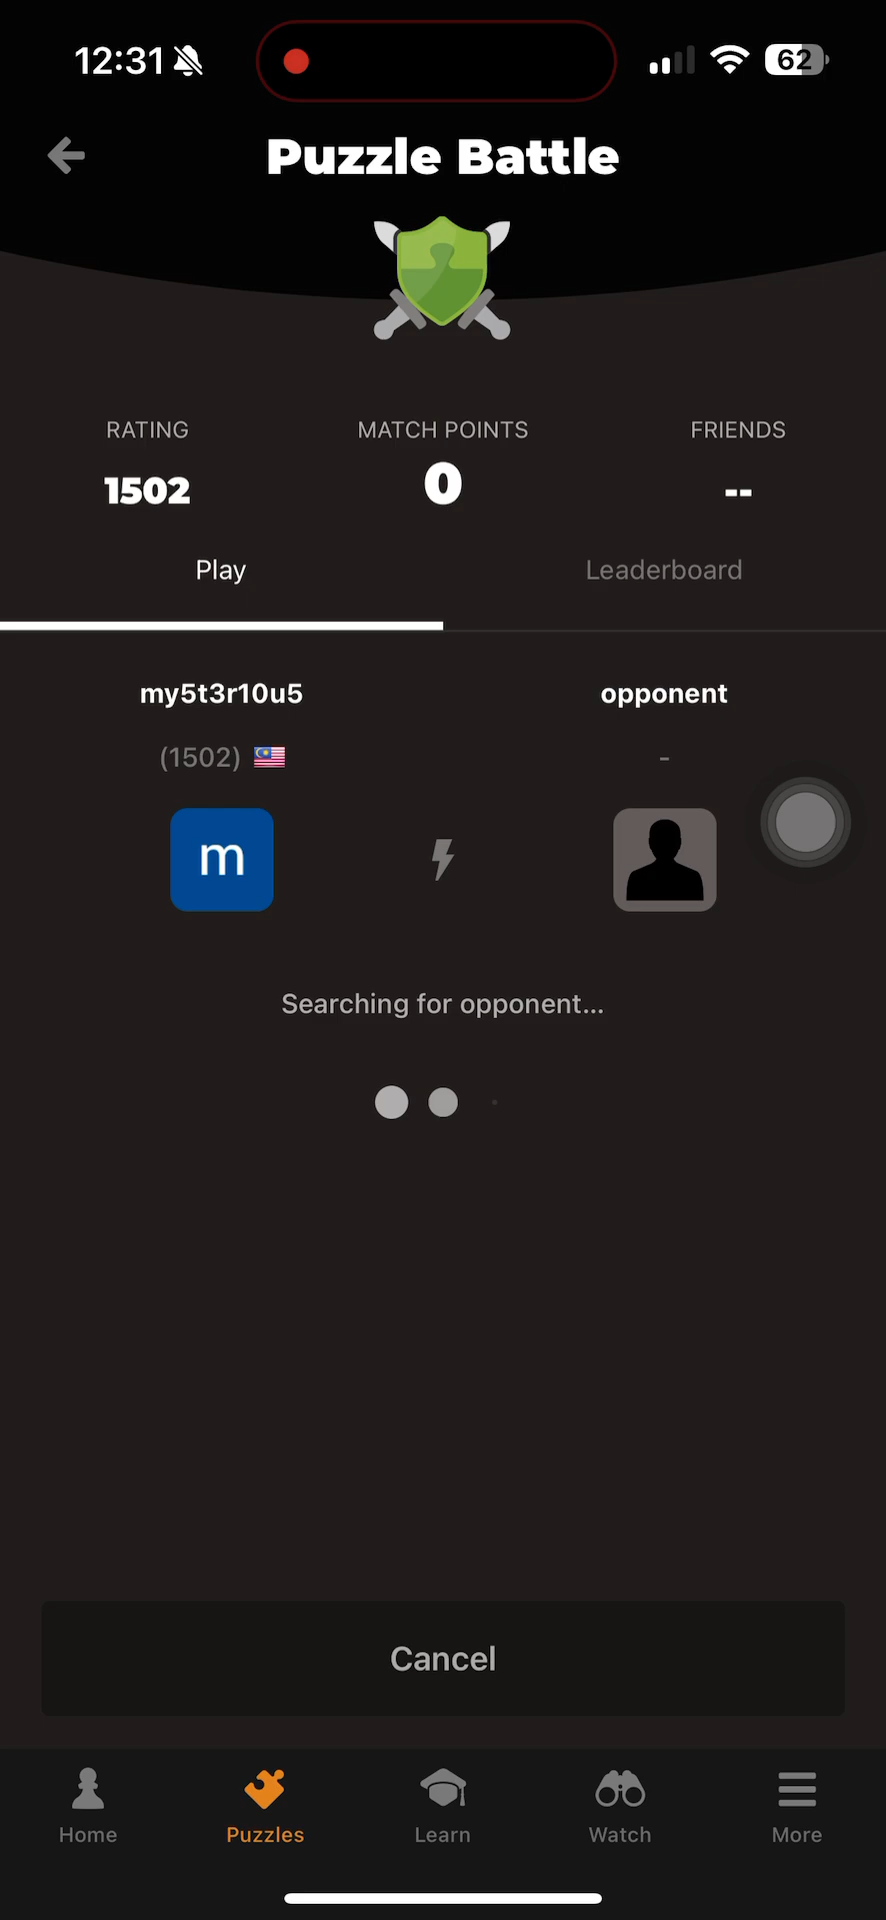 12:31
62
Puzzle Battle
RATING
MATCH POINTS
FRIENDS
1502
0
--
Play
Leaderboard
my5t3r10u5
opponent
(1502)
-
m
Searching for opponent...
Cancel
Home
Puzzles
Learn
Watch
More